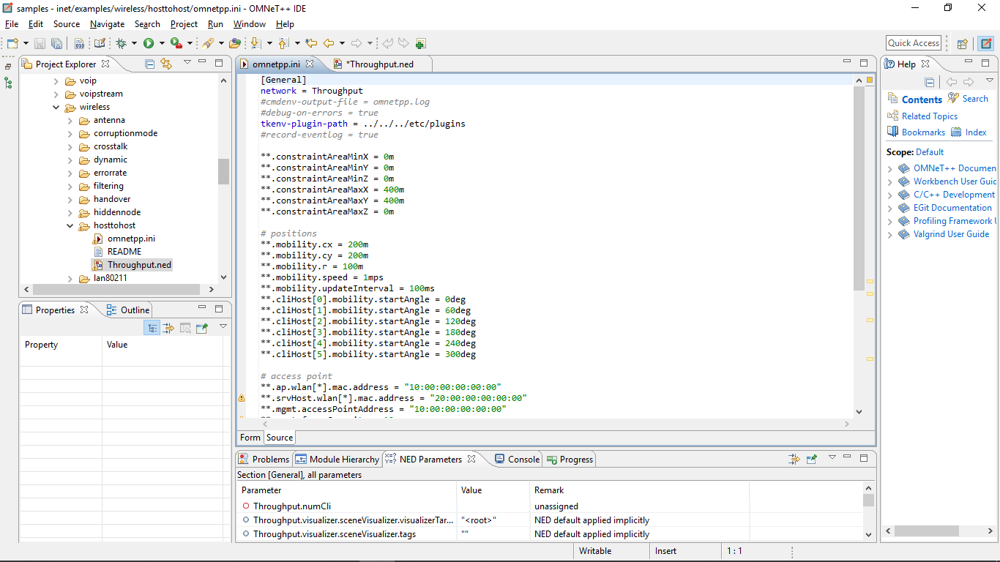 samples - inet/examples/wireless/hosttohost/omnetpp.ini - OMNeT++ IDE
File Edit Source Navigate Search Project Run Window Help
Quick Access
Project Explorer
voip
voipstream
wireless
antenna
corruptionmode
crosstalk
dynamic
errorrate
filtering
handover
hiddennode
hosttohost
omnetpp.ini
README
Throughput.ned
lan80211
Properties Outline
Property Value
omnetpp.ini *Throughput.ned
[General]
network = Throughput
#cmdenv-output-file = omnetpp.log
#debug-on-errors = true
tkenv-plugin-path = ../../../etc/plugins
#record-eventlog = true
**.constraintAreaMinX = 0m
**.constraintAreaMinY = 0m
**.constraintAreaMinZ = 0m
**.constraintAreaMaxX = 400m
**.constraintAreaMaxY = 400m
**.constraintAreaMaxZ = 0m
# positions
**.mobility.cx = 200m
**.mobility.cy = 200m
**.mobility.r = 100m
**.mobility.speed = 1mps
**.mobility.updateInterval = 100ms
**.cliHost[0].mobility.startAngle = 0deg
**.cliHost[1].mobility.startAngle = 60deg
**.cliHost[2].mobility.startAngle = 120deg
**.cliHost[3].mobility.startAngle = 180deg
**.cliHost[4].mobility.startAngle = 240deg
**.cliHost[5].mobility.startAngle = 300deg
# access point
**.ap.wlan[*].mac.address = "10:00:00:00:00:00"
**.srvHost.wlan[*].mac.address = "20:00:00:00:00:00"
**.mgmt.accessPointAddress = "10:00:00:00:00:00"
Form Source
Problems Module Hierarchy NED Parameters Console Progress
Section [General], all parameters
Parameter Value Remark
Throughput.numCli unassigned
Throughput.visualizer.sceneVisualizer.visualizerTar... "<root>" NED default applied implicitly
Throughput.visualizer.sceneVisualizer.tags "" NED default applied implicitly
Help
Contents Search
Related Topics
Bookmarks Index
Scope: Default
OMNeT++ Documen
Workbench User Guid
C/C++ Development
EGit Documentation
Profiling Framework U
Valgrind User Guide
Writable Insert 1 : 1